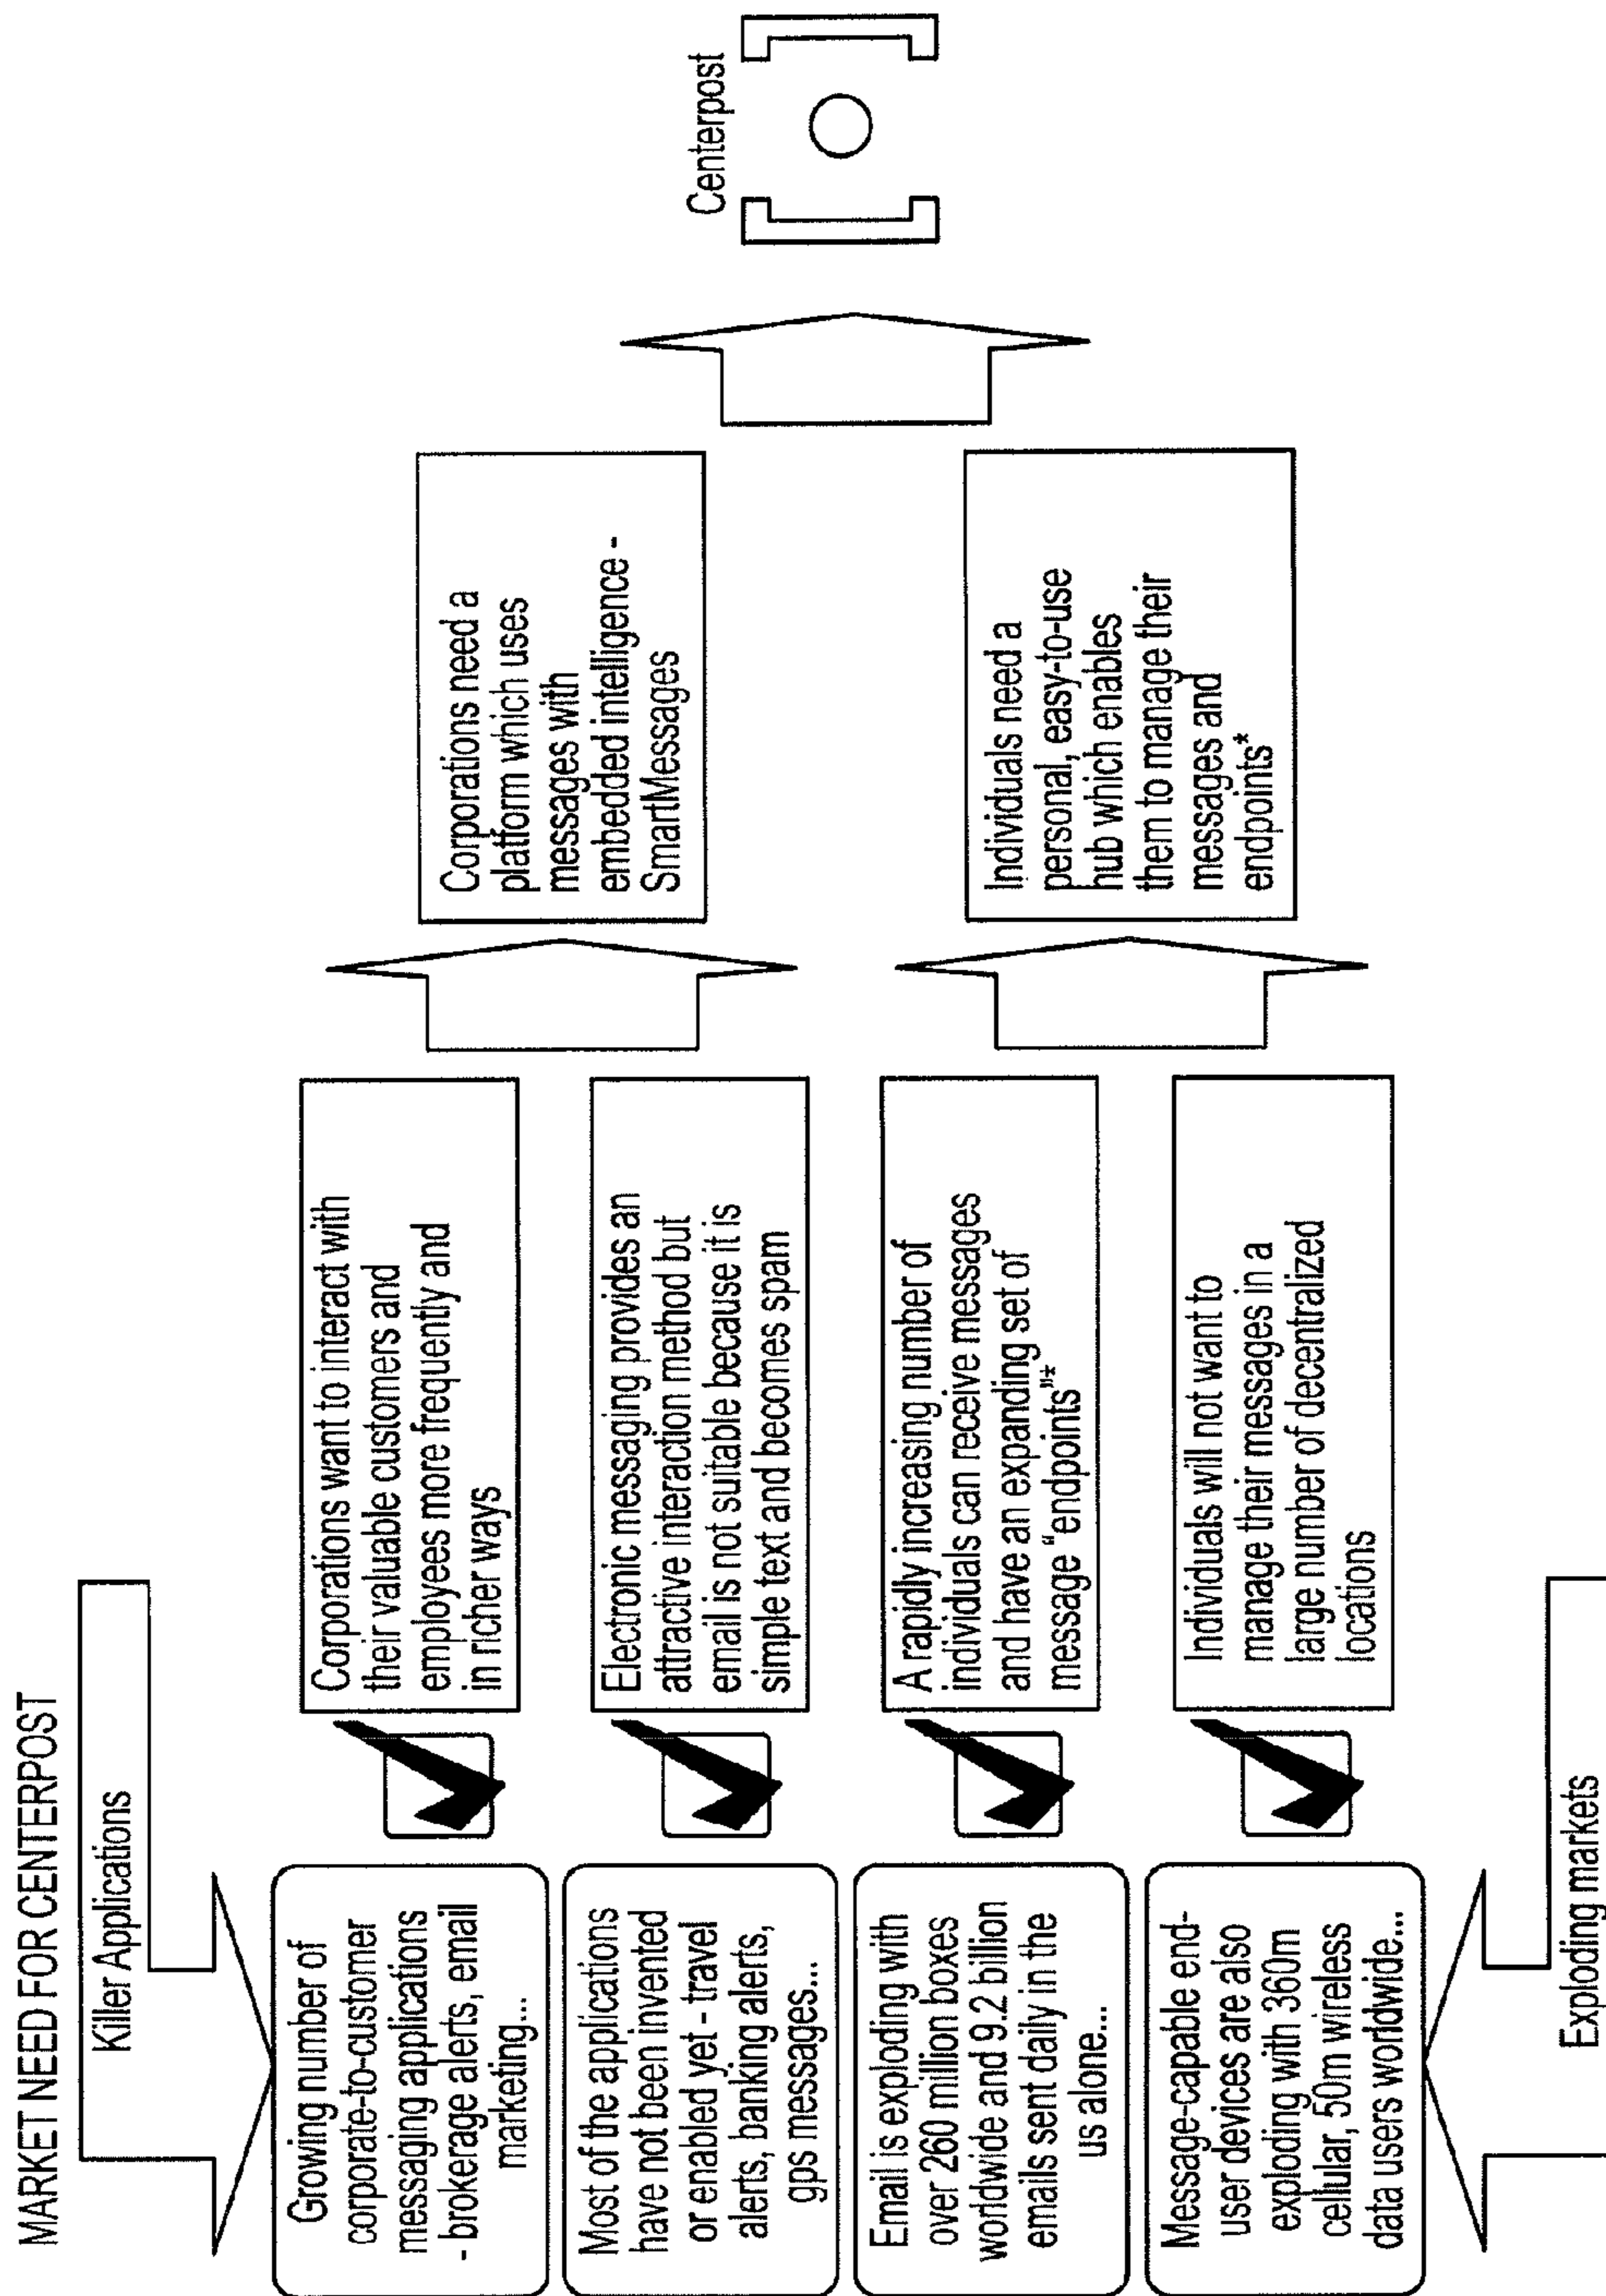 MARKET NEED FOR CENTERPOST
Killer Applications
Growing number of
corporate-to-customer
messaging applications
- brokerage alerts, email
marketing...
Corporations want to interact with
their valuable customers and
employees more frequently and
in richer ways
Most of the applications
have not been invented
or enabled yet - travel
alerts, banking alerts,
gps messages...
Electronic messaging provides an
attractive interaction method but
email is not suitable because it is
simple text and becomes spam
Corporations need a
platform which uses
messages with
embedded intelligence -
SmartMessages
Email is exploding with
over 260 million boxes
worldwide and 9.2 billion
emails sent daily in the
us alone...
A rapidly increasing number of
individuals can receive messages
and have an expanding set of
message “endpoints”*
Message-capable end-
user devices are also
exploding with 360m
cellular, 50m wireless
data users worldwide...
Individuals will not want to
manage their messages in a
large number of decentralized
locations
Individuals need a
personal, easy-to-use
hub which enables
them to manage their
messages and
endpoints*
Centerpost
Exploding markets